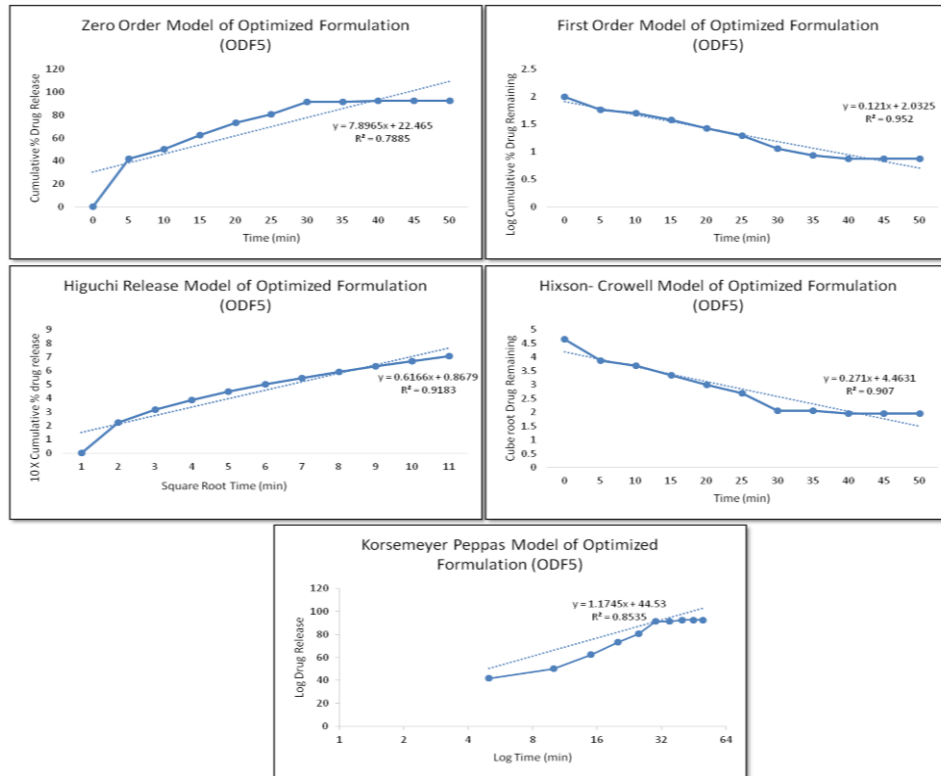 Zero Order Model of Optimized Formulation
(ODF5)
Cumulative % Drug Release
120
100
80
60
40
20
0
y = 7.8965x + 22.465
R² = 0.7885
0 5 10 15 20 25 30 35 40 45 50
Time (min)
First Order Model of Optimized Formulation
(ODF5)
Log Cumulative % Drug Remaining
2.5
2
1.5
1
0.5
0
y = 0.121x + 2.0325
R² = 0.952
0 5 10 15 20 25 30 35 40 45 50
Time (min)
Higuchi Release Model of Optimized Formulation
(ODF5)
10 X Cumulative % drug release
9
8
7
6
5
4
3
2
1
0
y = 0.6166x + 0.8679
R² = 0.9183
1 2 3 4 5 6 7 8 9 10 11
Square Root Time (min)
Hixson- Crowell Model of Optimized Formulation
(ODF5)
Cube root Drug Remaining
5
4.5
4
3.5
3
2.5
2
1.5
1
0.5
0
y = 0.271x + 4.4631
R² = 0.907
0 5 10 15 20 25 30 35 40 45 50
Time (min)
Korsemeyer Peppas Model of Optimized
Formulation (ODF5)
Log Drug Release
120
100
80
60
40
20
0
y = 1.1745x + 44.53
R² = 0.8535
1 2 4 8 16 32 64
Log Time (min)